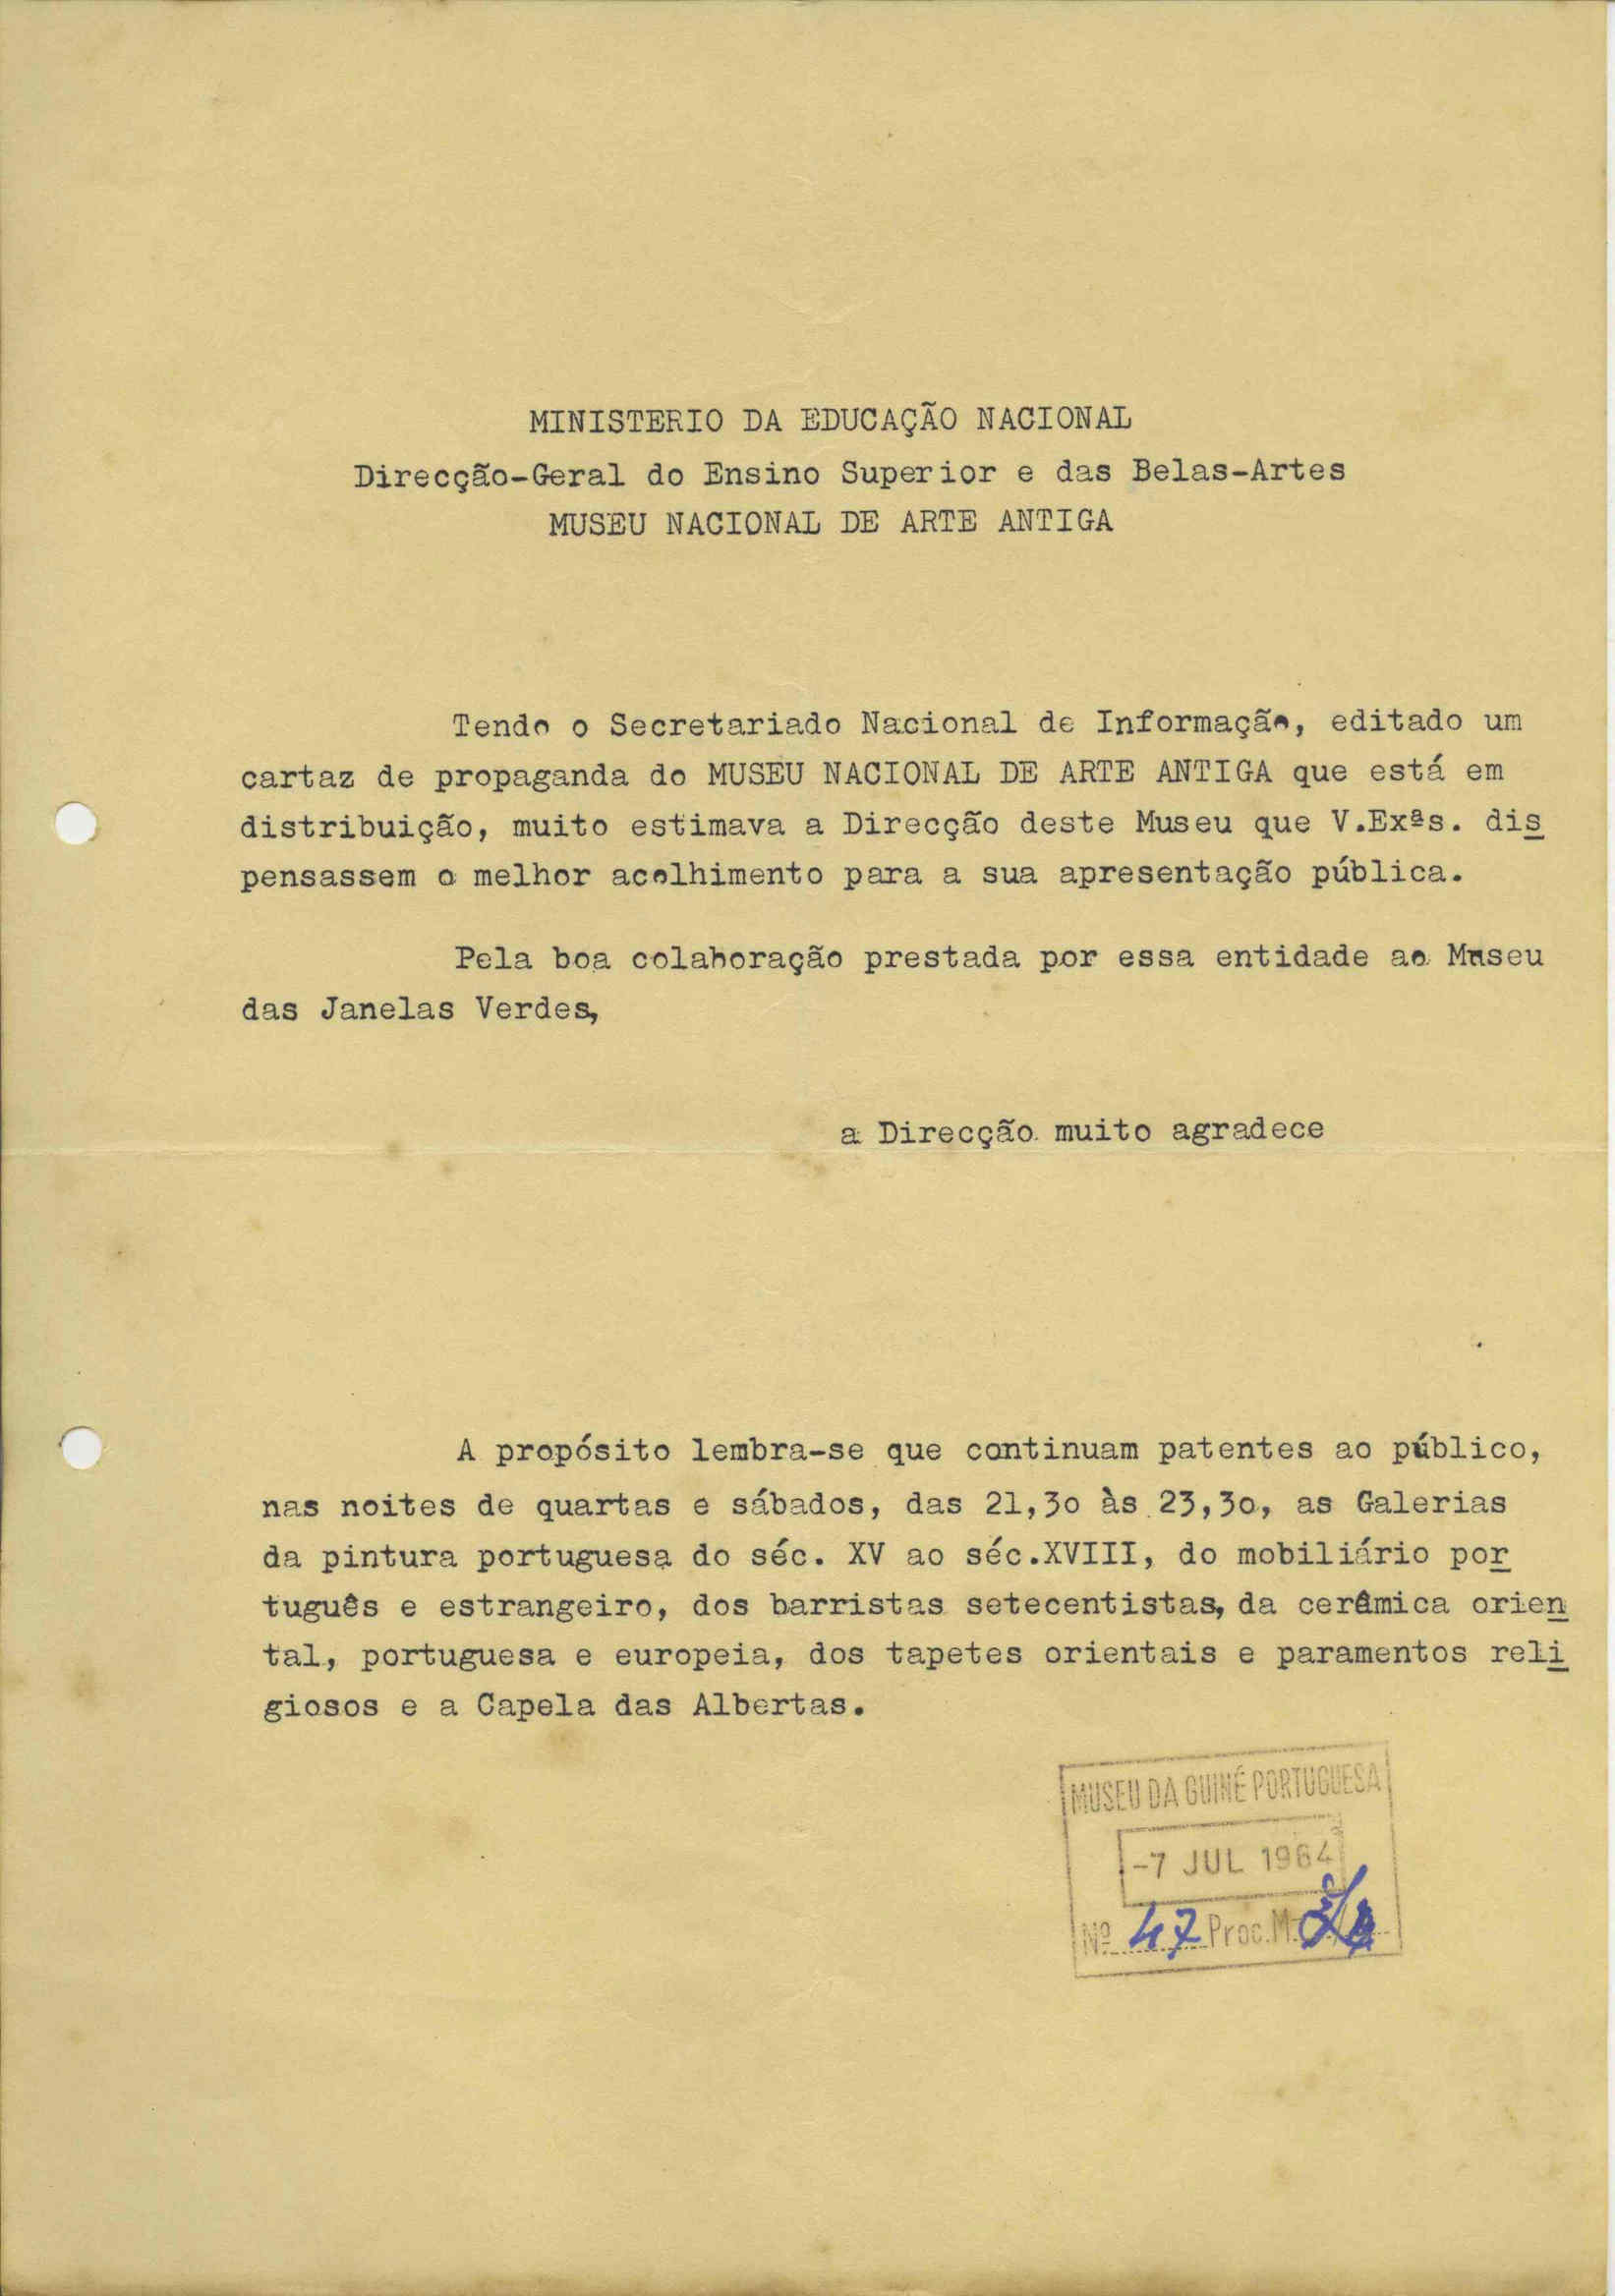 MINISTERIO DA EDUCAÇÃO NACIONAL
Direcção-Geral do Ensino Superior e das Belas-Artes
MUSEU NACIONAL DE ARTE ANTIGA
Tendo o Secretariado Nacional de Informação, editado um
cartaz de propaganda do MUSEU NACIONAL DE ARTE ANTIGA que está em
distribuição, muito estimava a Direcção deste Museu que V.Exªs. dis
pensassem o melhor acolhimento para a sua apresentação pública.
Pela boa colaboração prestada por essa entidade ao Museu
das Janelas Verdes,
a Direcção muito agradece
A propósito lembra-se que continuam patentes ao público,
nas noites de quartas e sábados, das 21,30 às 23,30, as Galerias
da pintura portuguesa do séc. XV ao séc.XVIII, do mobiliário por
tuguês e estrangeiro, dos barristas setecentistas, da cerâmica orien
tal, portuguesa e europeia, dos tapetes orientais e paramentos reli
giosos e a Capela das Albertas.
MUSEU DA GUINÉ PORTUGUESA
-7 JUL 1964
Nº 47 Proc. M.